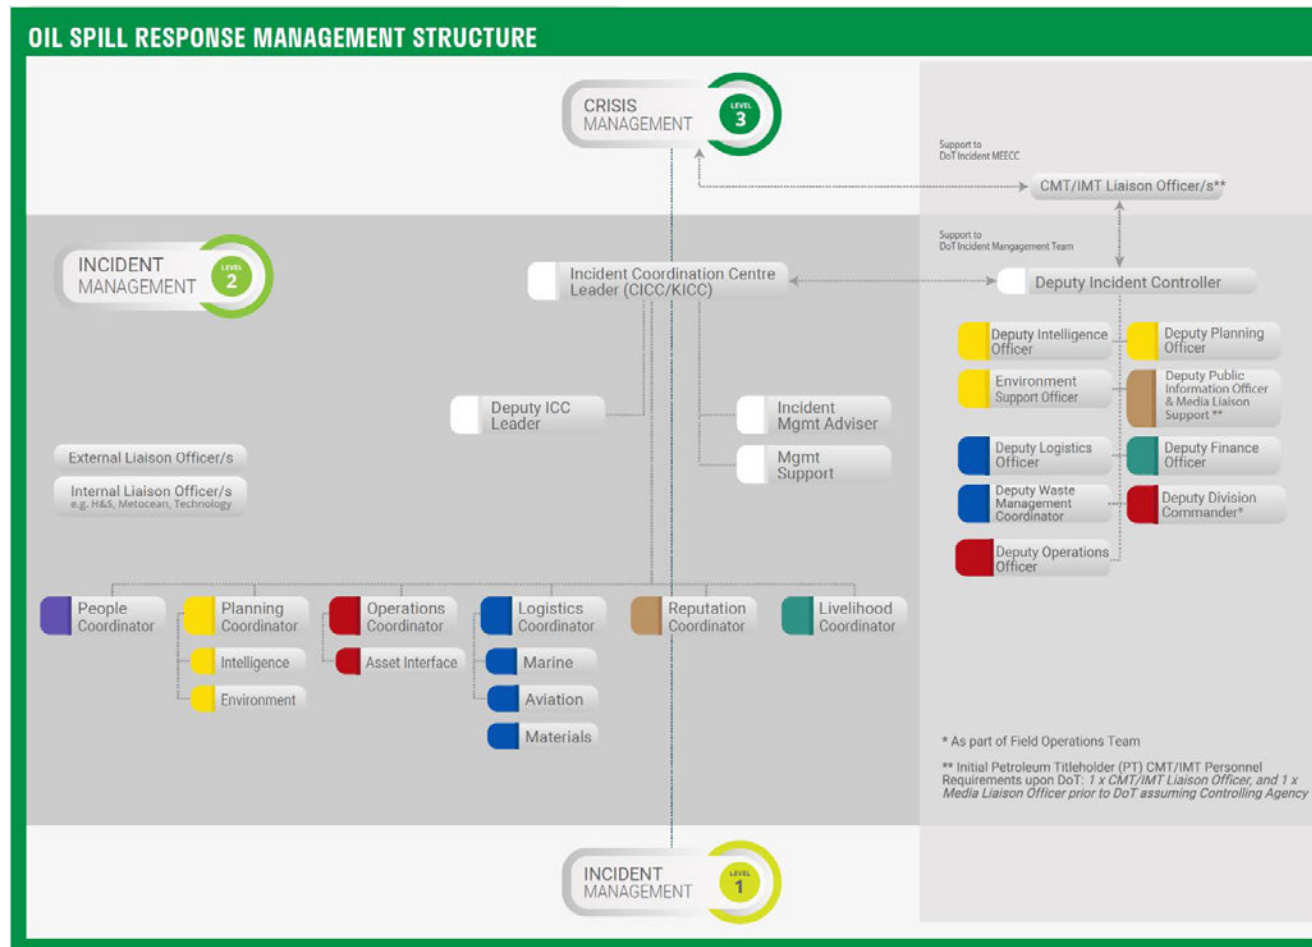 OIL SPILL RESPONSE MANAGEMENT STRUCTURE
CRISIS
MANAGEMENT
LEVEL
3
Support to
DoT Incident MEECC
CMT/IMT Liaison Officer/s**
INCIDENT
MANAGEMENT
LEVEL
2
Support to
DoT Incident Mangagement Team
Incident Coordination Centre
Leader (CICC/KICC)
Deputy Incident Controller
Deputy Intelligence
Officer
Deputy Planning
Officer
Environment
Support Officer
Deputy Public
Information Officer
& Media Liaison
Support **
Deputy ICC
Leader
Incident
Mgmt Adviser
Mgmt
Support
External Liaison Officer/s
Internal Liaison Officer/s
e.g. H&S, Metocean, Technology
Deputy Logistics
Officer
Deputy Finance
Officer
Deputy Waste
Management
Coordinator
Deputy Division
Commander*
Deputy Operations
Officer
People
Coordinator
Planning
Coordinator
Operations
Coordinator
Logistics
Coordinator
Reputation
Coordinator
Livelihood
Coordinator
Intelligence
Asset Interface
Marine
Environment
Aviation
Materials
* As part of Field Operations Team
** Initial Petroleum Titleholder (PT) CMT/IMT Personnel
Requirements upon DoT: 1 x CMT/IMT Liaison Officer, and 1 x
Media Liaison Officer prior to DoT assuming Controlling Agency
INCIDENT
MANAGEMENT
LEVEL
1